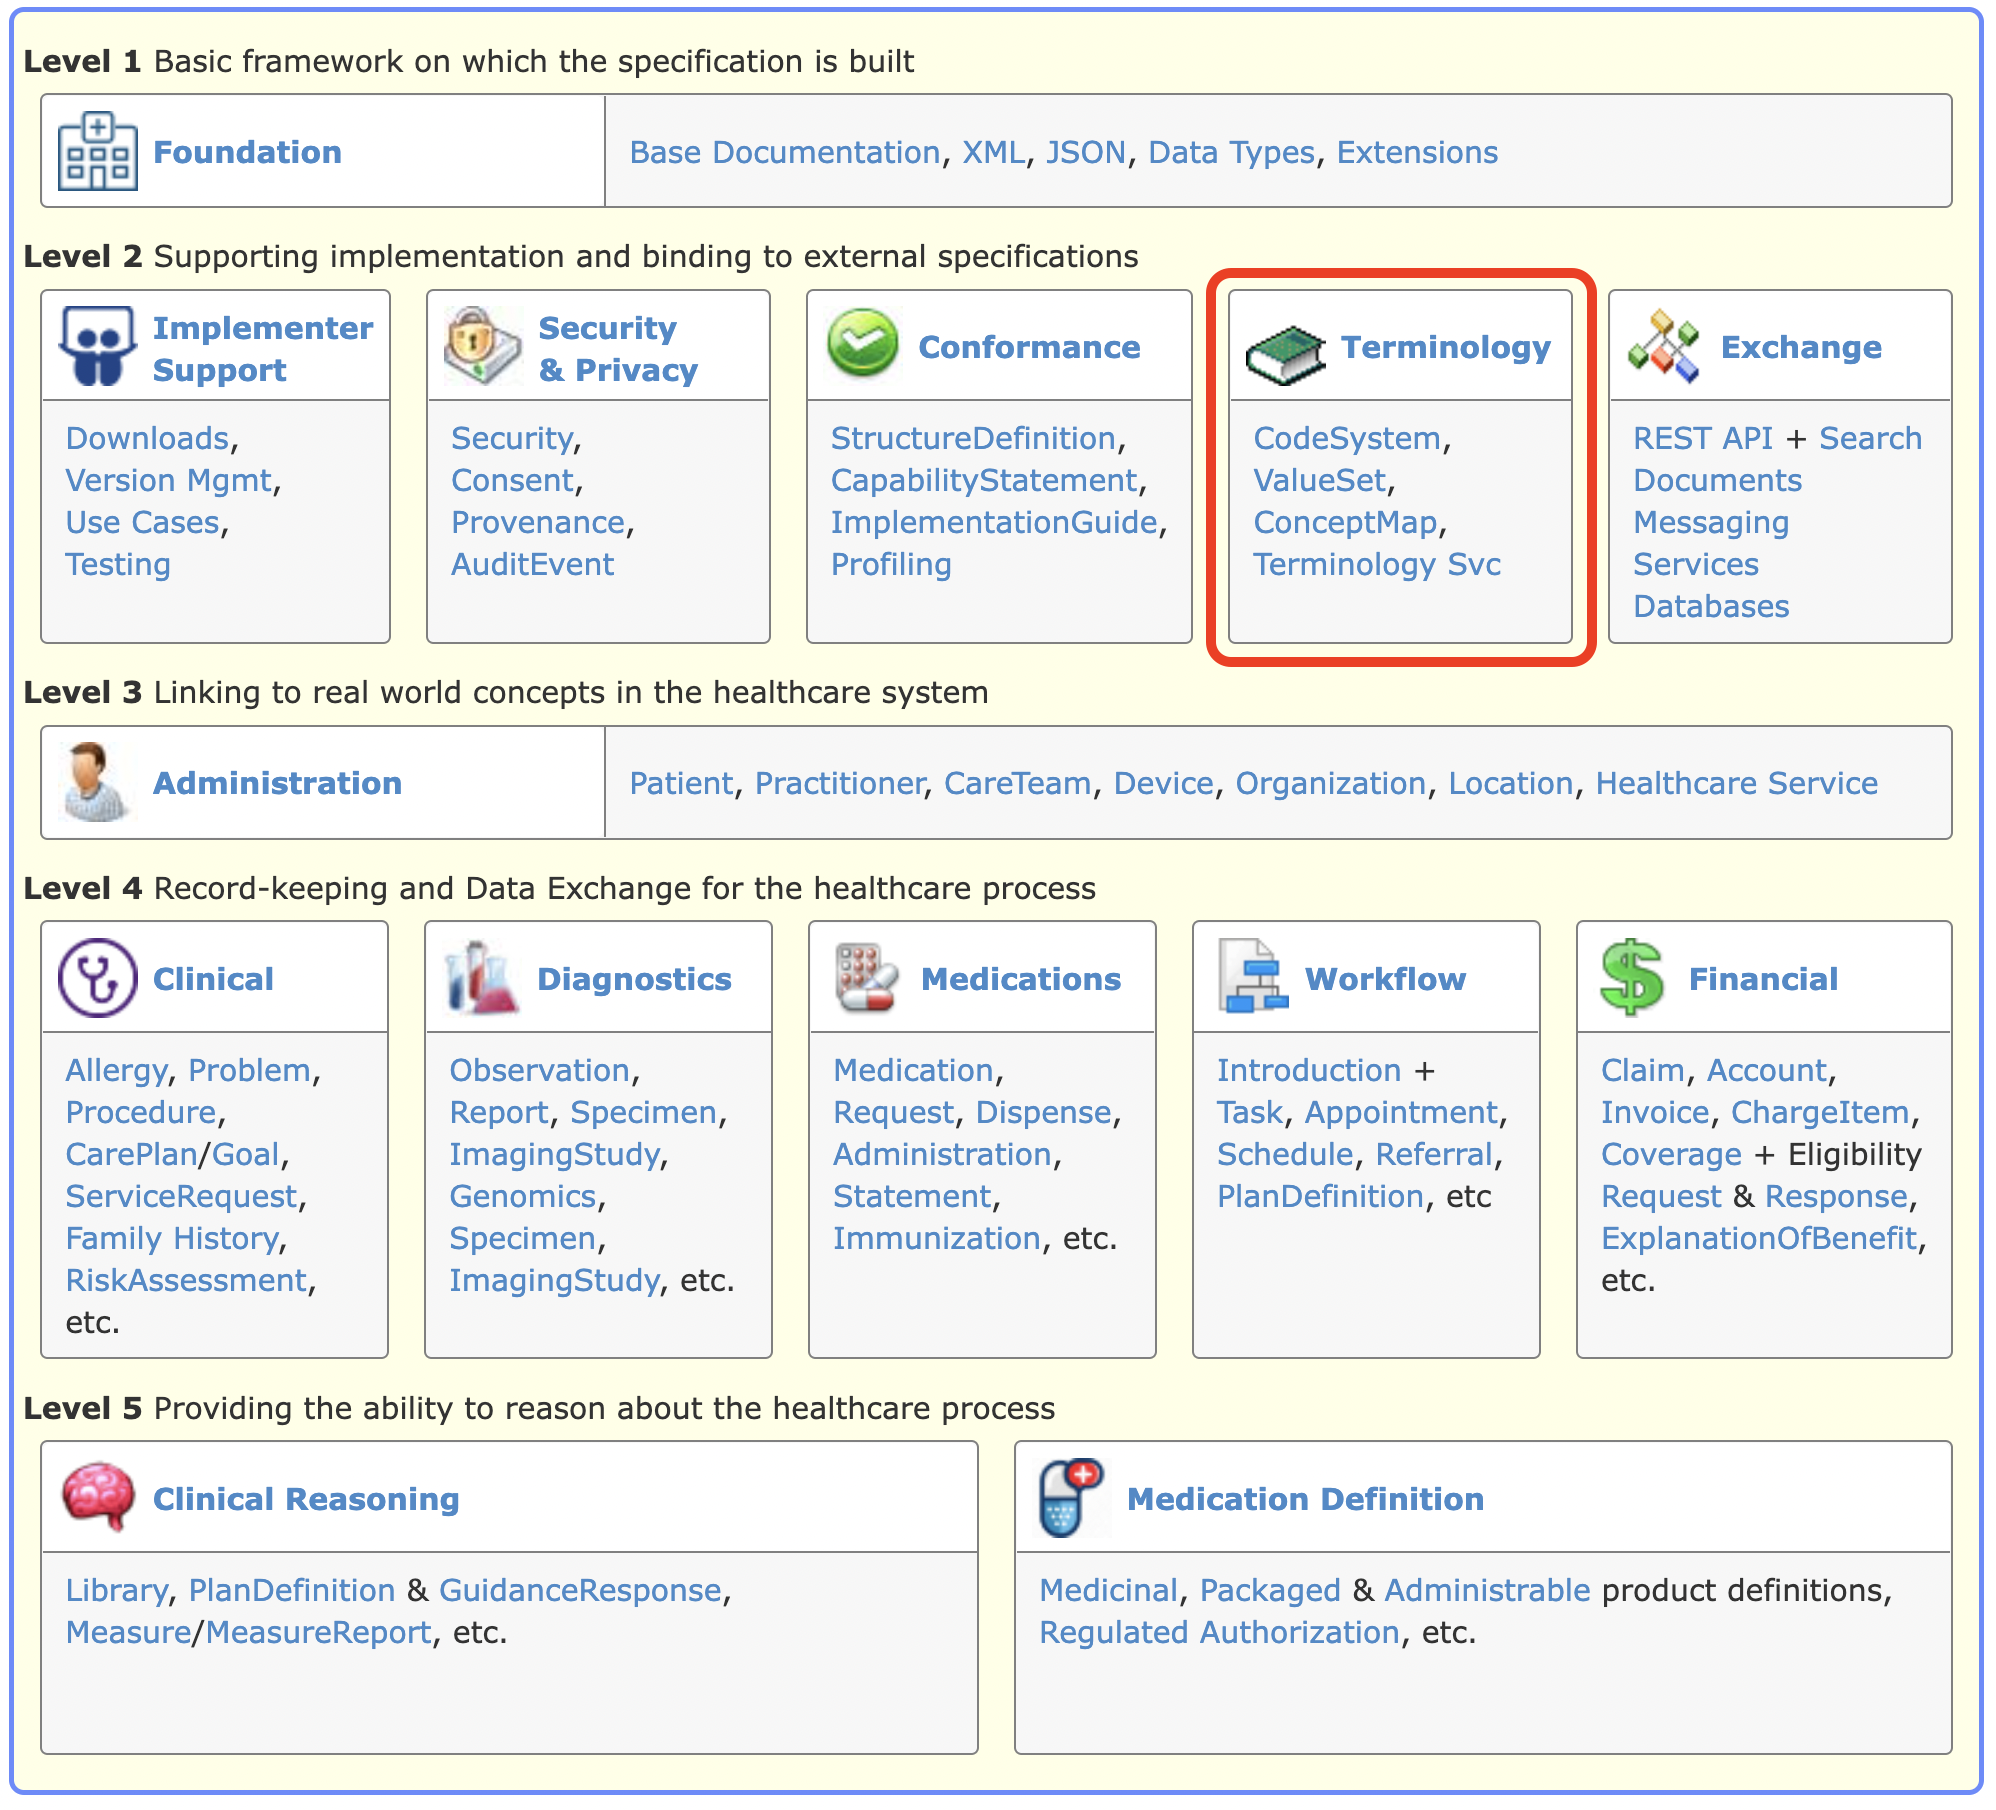 Level 1 Basic framework on which the specification is built
Foundation
Base Documentation, XML, JSON, Data Types, Extensions
Level 2 Supporting implementation and binding to external specifications
Implementer
Support
Downloads,
Version Mgmt,
Use Cases,
Testing
Security
& Privacy
Security,
Consent,
Provenance,
AuditEvent
Conformance
StructureDefinition,
CapabilityStatement,
ImplementationGuide,
Profiling
Terminology
CodeSystem,
ValueSet,
ConceptMap,
Terminology Svc
Exchange
REST API + Search
Documents
Messaging
Services
Databases
Level 3 Linking to real world concepts in the healthcare system
Administration
Patient, Practitioner, CareTeam, Device, Organization, Location, Healthcare Service
Level 4 Record-keeping and Data Exchange for the healthcare process
Clinical
Allergy, Problem,
Procedure,
CarePlan/Goal,
ServiceRequest,
Family History,
RiskAssessment,
etc.
Diagnostics
Observation,
Report, Specimen,
ImagingStudy,
Genomics,
Specimen,
ImagingStudy, etc.
Medications
Medication,
Request, Dispense,
Administration,
Statement,
Immunization, etc.
Workflow
Introduction +
Task, Appointment,
Schedule, Referral,
PlanDefinition, etc
Financial
Claim, Account,
Invoice, ChargeItem,
Coverage + Eligibility
Request & Response,
ExplanationOfBenefit,
etc.
Level 5 Providing the ability to reason about the healthcare process
Clinical Reasoning
Library, PlanDefinition & GuidanceResponse,
Measure/MeasureReport, etc.
Medication Definition
Medicinal, Packaged & Administrable product definitions,
Regulated Authorization, etc.